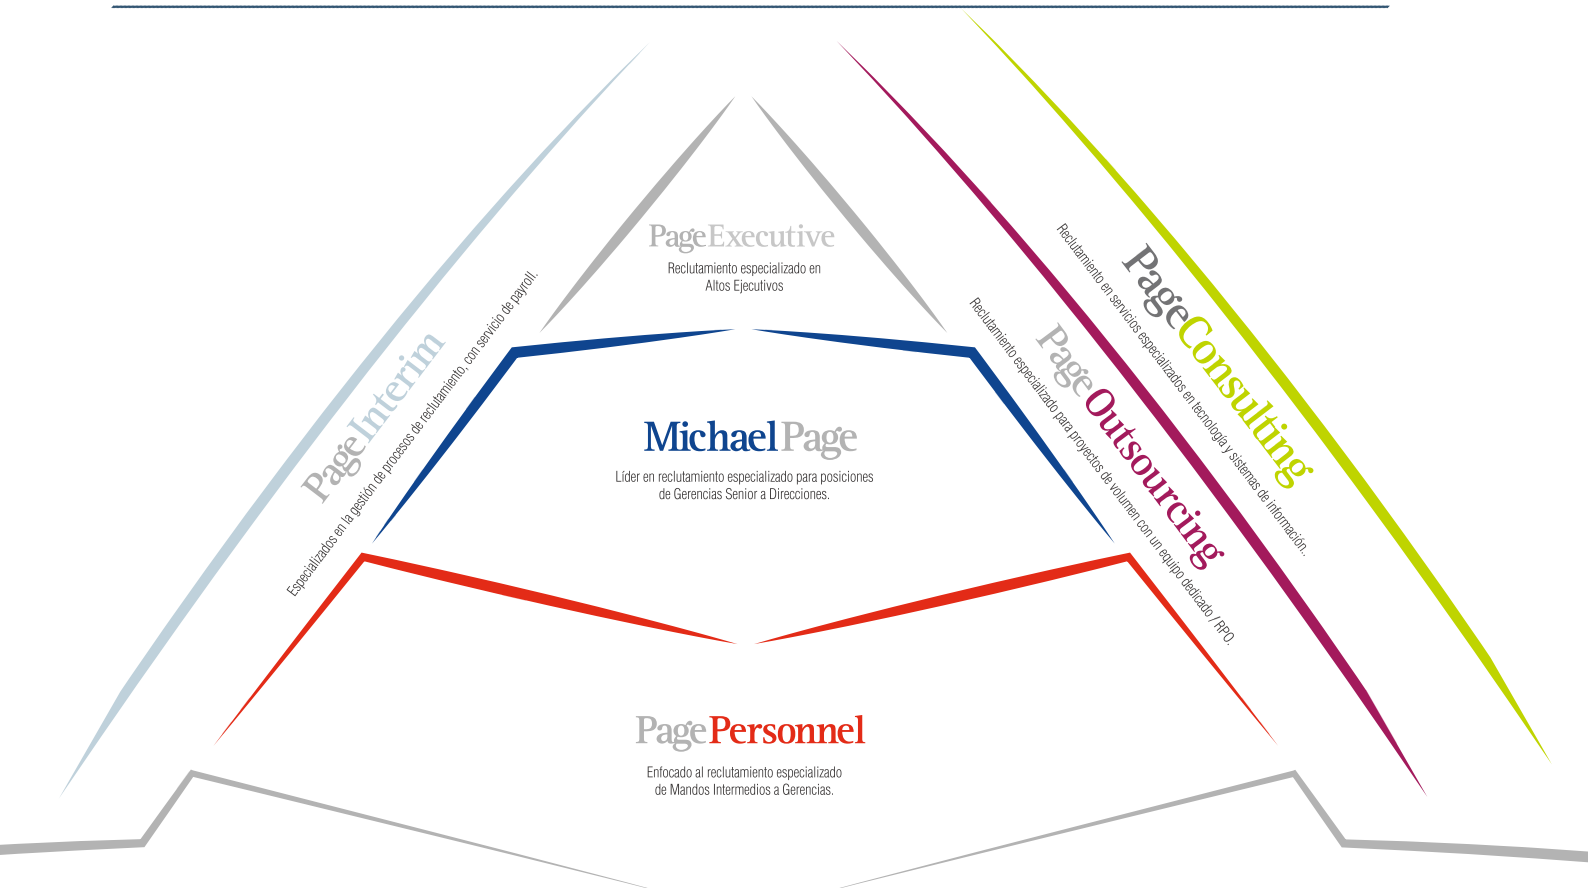 PageExecutive
Reclutamiento especializado en
Altos Ejecutivos
MichaelPage
Líder en reclutamiento especializado para posiciones
de Gerencias Senior a Direcciones.
PagePersonnel
Enfocado al reclutamiento especializado
de Mandos Intermedios a Gerencias.
PageInterim
Especializados en la gestión de procesos de reclutamiento, con servicio de payroll.
PageOutsourcing
Reclutamiento especializado para proyectos de volumen con un equipo dedicado / RPO.
PageConsulting
Reclutamiento en servicios especializados en tecnología y sistemas de información..